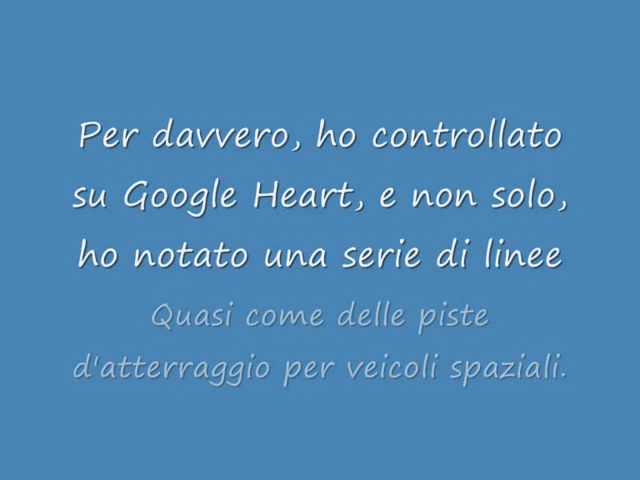 Per davvero, ho controllato
su Google Heart, e non solo,
ho notato una serie di linee
Quasi come delle piste
d'atterraggio per veicoli spaziali.